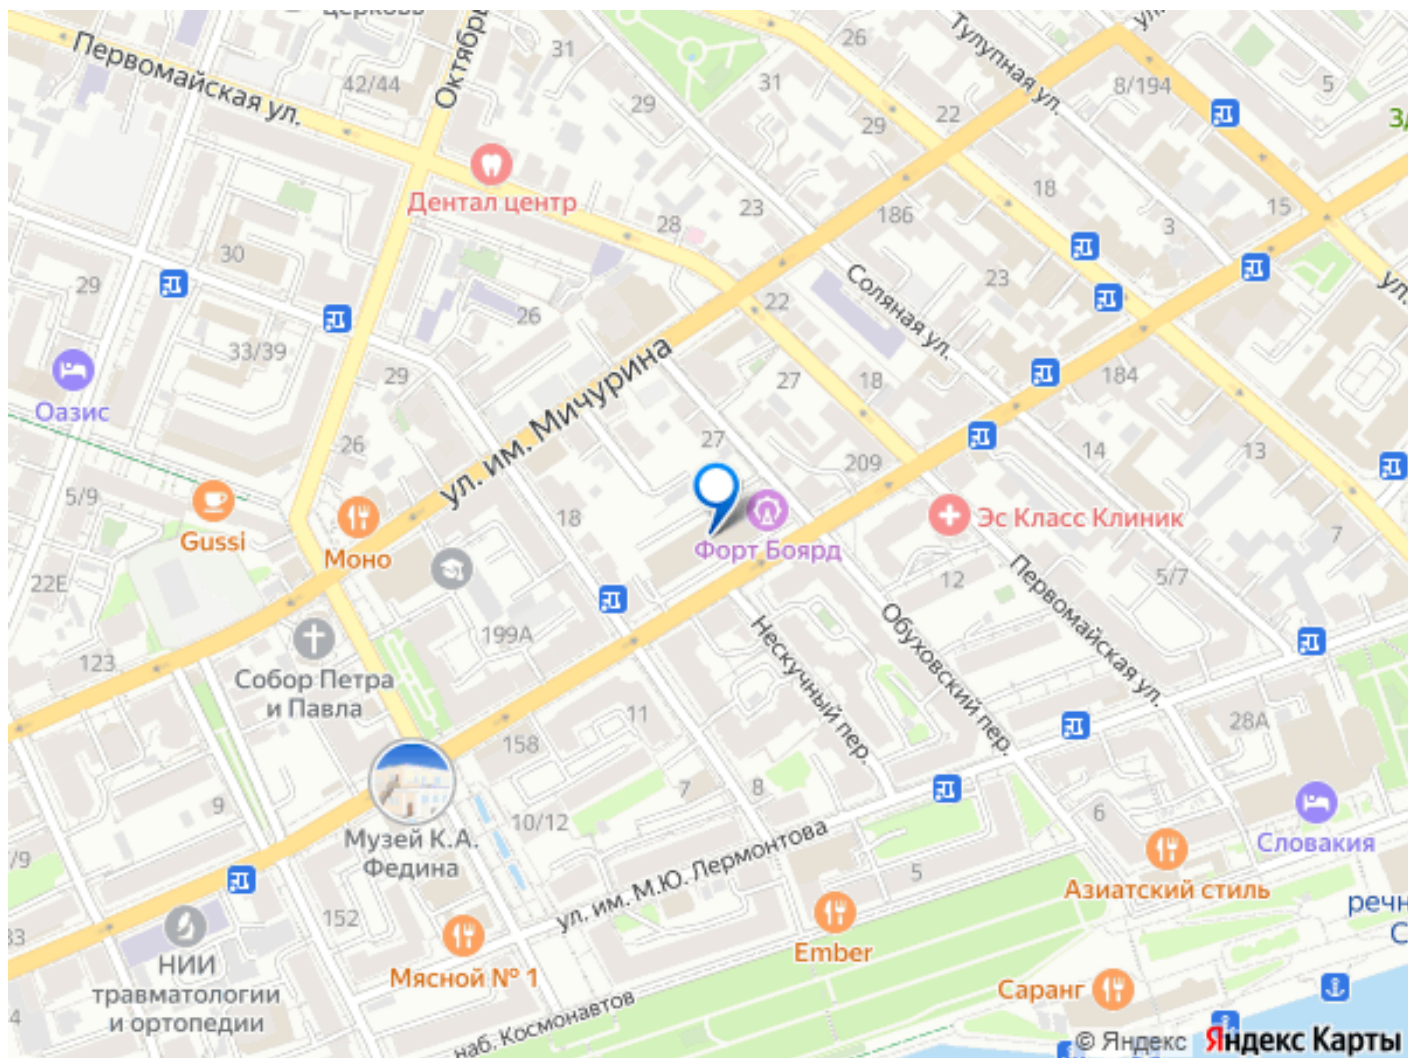 церковь
Первомайская ул.
42/44
31
29
31
26
29
22
Тулупная ул.
ул.
8/194
5
18
15
3
Дентал центр
28
23
186
23
30
29
33/39
26
29
22
Соляная ул.
ул.
Оазис
ул. им. Мичурина
27
18
184
26
27
209
14
13
5/9
Gussi
Моно
18
Форт Боярд
Эс Класс Клиник
7
22Е
199А
12
5/7
Первомайская ул.
Нескучный пер.
Обуховский пер.
123
Собор Петра
и Павла
11
158
28А
9
7
8
6
10/12
Музей К.А.
Федина
ул. им. М.Ю. Лермонтова
5
Словакия
Азиатский стиль
152
Ember
Мясной № 1
НИИ
травматологии
и ортопедии
Саранг
4
наб. Космонавтов
© Яндекс Яндекс Карты